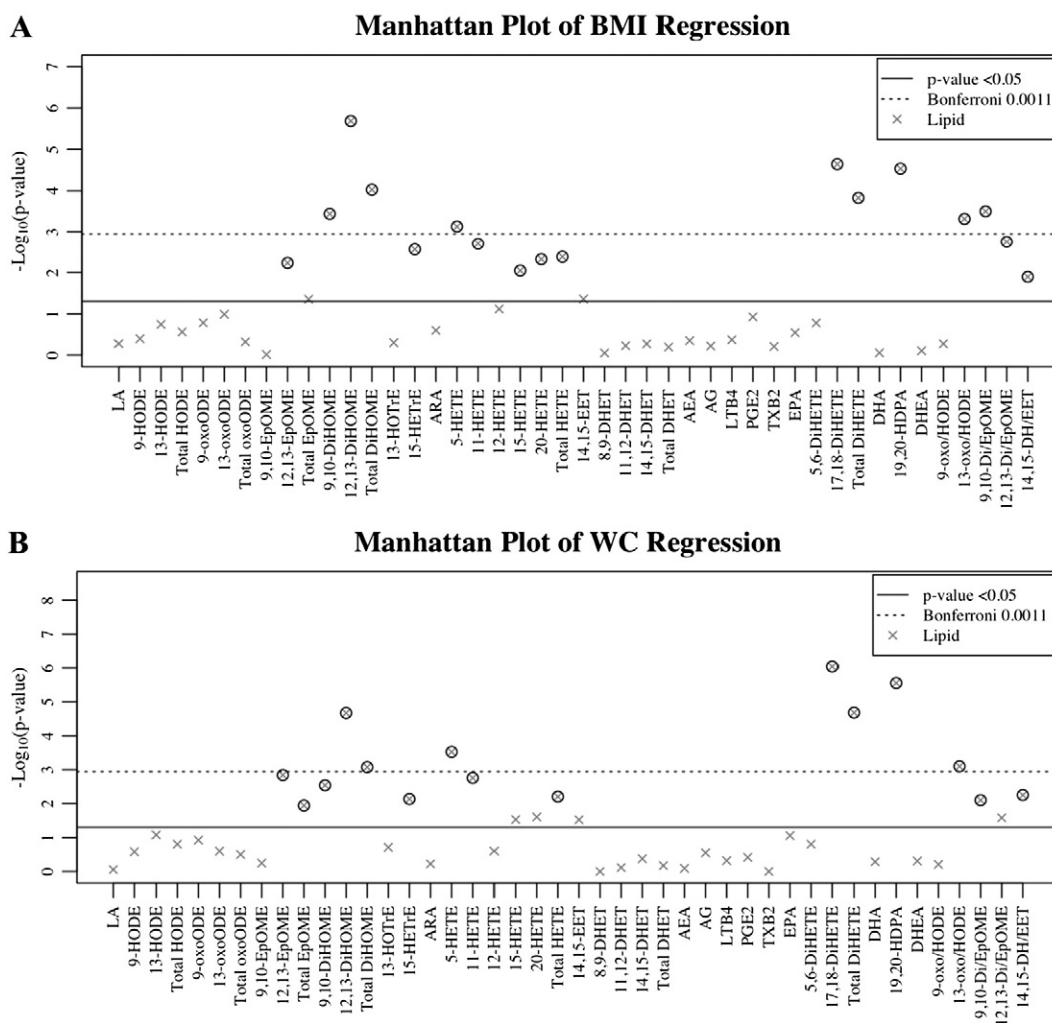 A
Manhattan Plot of BMI Regression
p-value <0.05
Bonferroni 0.0011
Lipid
-Log10(p-value)
7
6
5
4
3
2
1
0
LA
9-HODE
13-HODE
Total HODE
9-oxoODE
13-oxoODE
Total oxoODE
9,10-EpOME
12,13-EpOME
Total EpOME
9,10-DiHOME
12,13-DiHOME
Total DiHOME
13-HOTrE
15-HETrE
ARA
5-HETE
11-HETE
12-HETE
15-HETE
20-HETE
Total HETE
14,15-EET
8,9-DHET
11,12-DHET
14,15-DHET
Total DHET
AEA
AG
LTB4
PGE2
TXB2
EPA
5,6-DiHETE
17,18-DiHETE
Total DiHETE
DHA
19,20-HDPA
DHEA
9-oxo/HODE
13-oxo/HODE
9,10-Di/EpOME
12,13-Di/EpOME
14,15-DH/EET
B
Manhattan Plot of WC Regression
p-value <0.05
Bonferroni 0.0011
Lipid
-Log10(p-value)
8
7
6
5
4
3
2
1
0
LA
9-HODE
13-HODE
Total HODE
9-oxoODE
13-oxoODE
Total oxoODE
9,10-EpOME
12,13-EpOME
Total EpOME
9,10-DiHOME
12,13-DiHOME
Total DiHOME
13-HOTrE
15-HETrE
ARA
5-HETE
11-HETE
12-HETE
15-HETE
20-HETE
Total HETE
14,15-EET
8,9-DHET
11,12-DHET
14,15-DHET
Total DHET
AEA
AG
LTB4
PGE2
TXB2
EPA
5,6-DiHETE
17,18-DiHETE
Total DiHETE
DHA
19,20-HDPA
DHEA
9-oxo/HODE
13-oxo/HODE
9,10-Di/EpOME
12,13-Di/EpOME
14,15-DH/EET